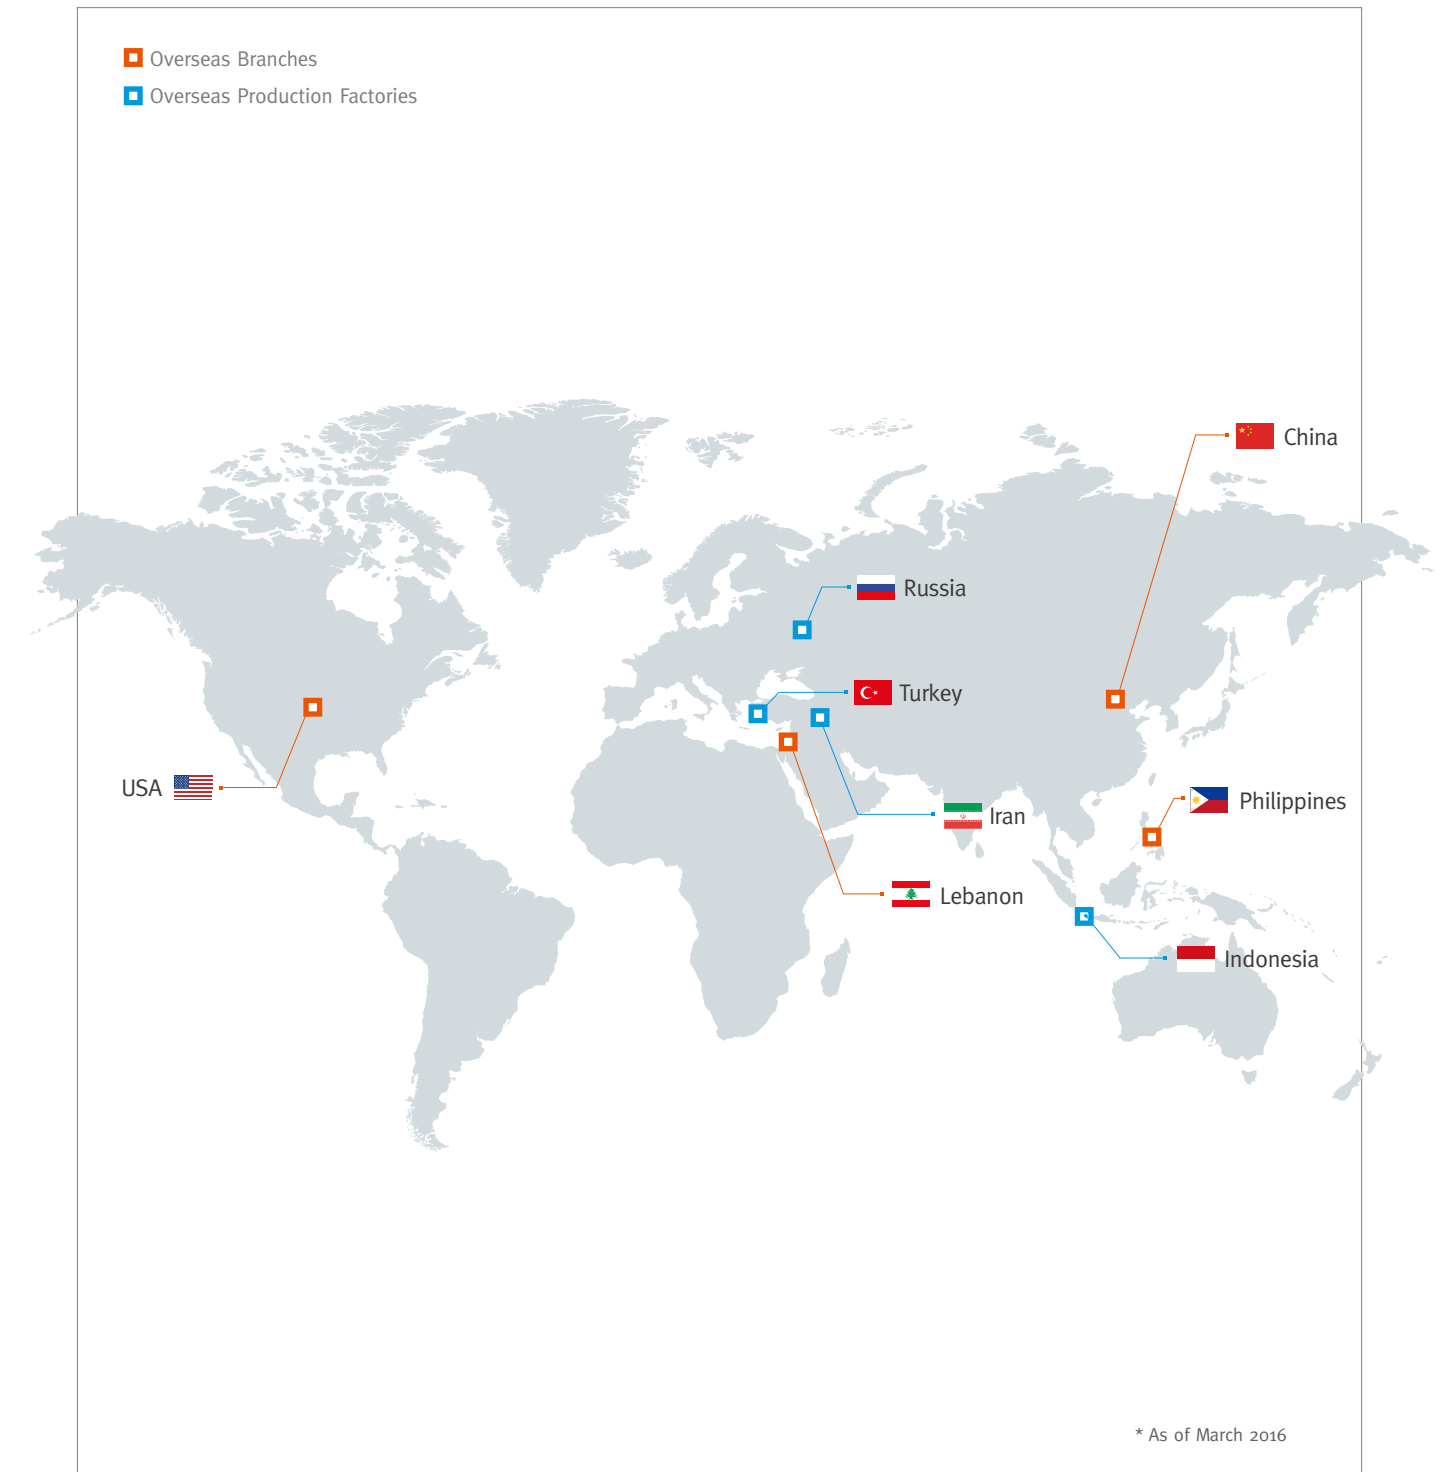 Overseas Branches
Overseas Production Factories
China
Russia
Turkey
USA
Philippines
Iran
Lebanon
Indonesia
* As of March 2016